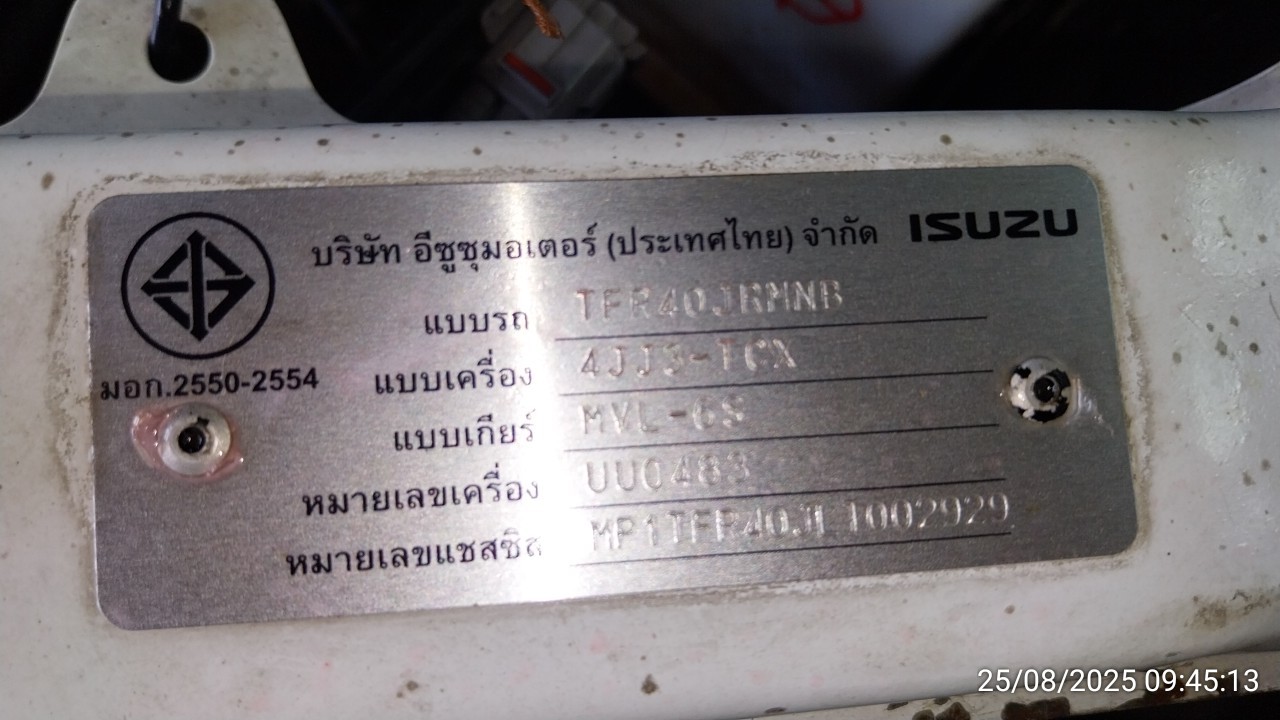 บริษัท อีซูซุมอเตอร์ (ประเทศไทย) จำกัด ISUZU
แบบรถ TFR40JRMNB
มอก.2550-2554
แบบเครื่อง 4JJ3-TCX
แบบเกียร์ MVL-6S
หมายเลขเครื่อง UU0483
หมายเลขแชสซิส
25/08/2025 09:45:13